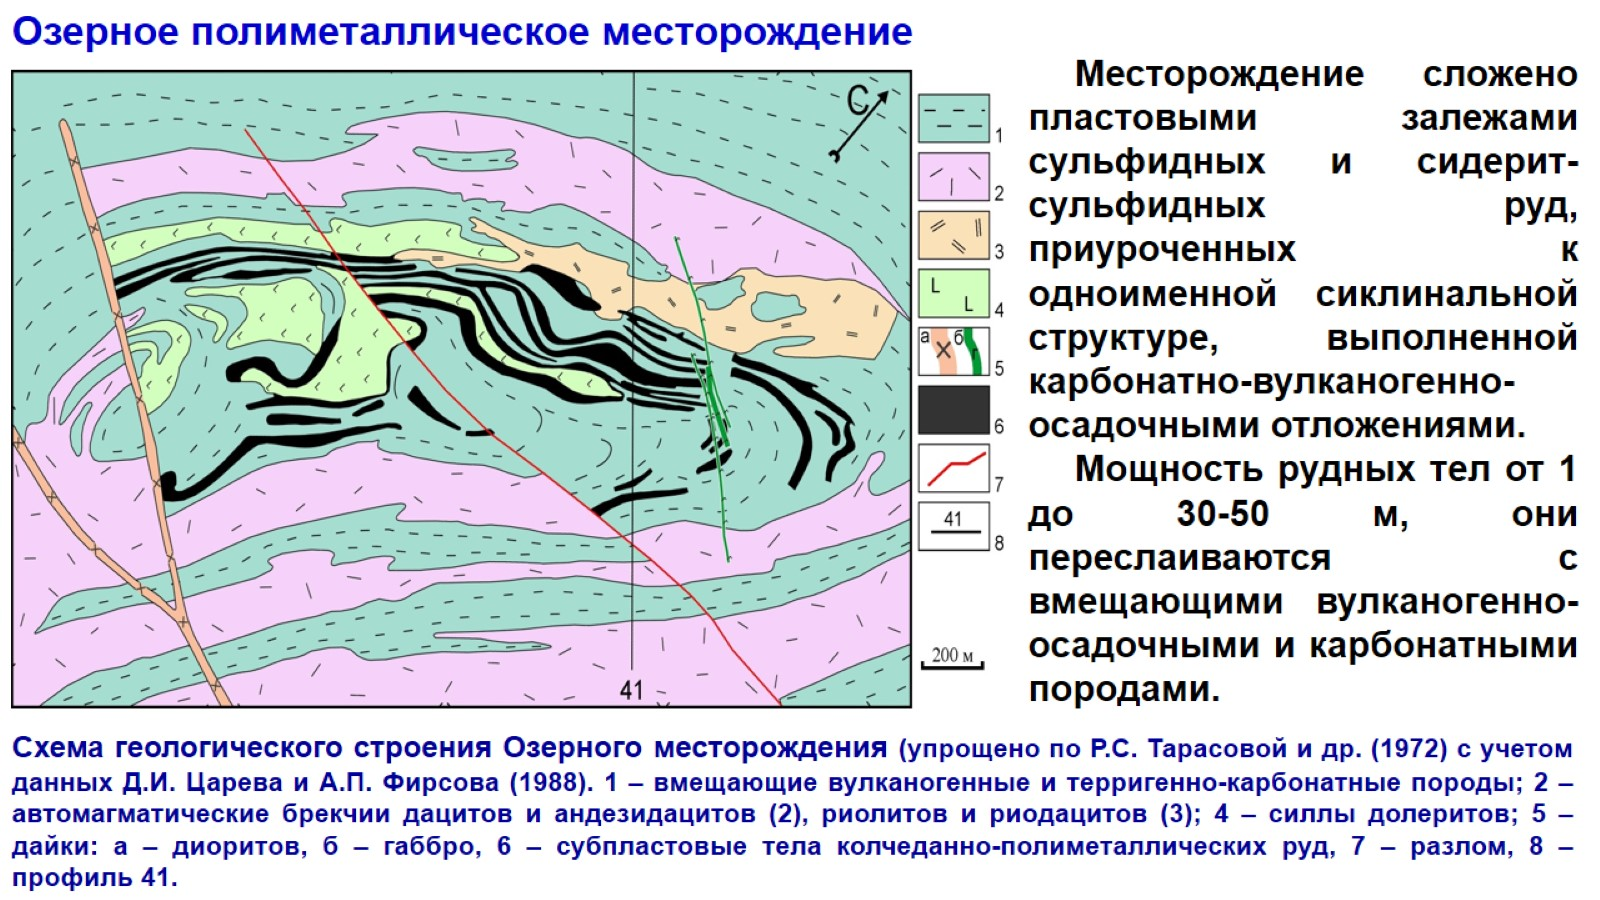 Озерное полиметаллическое месторождение
Месторождение сложено
пластовыми залежами
сульфидных и сидерит-
сульфидных руд,
приуроченных к
одноименной сиклинальной
структуре, выполненной
карбонатно-вулканогенно-
осадочными отложениями.
Мощность рудных тел от 1
до 30-50 м, они
переслаиваются с
вмещающими вулканогенно-
осадочными и карбонатными
породами.
С
41
1
2
3
L
L
4
а
б
г
5
6
7
41
8
200 м
Схема геологического строения Озерного месторождения (упрощено по Р.С. Тарасовой и др. (1972) с учетом
данных Д.И. Царева и А.П. Фирсова (1988). 1 – вмещающие вулканогенные и терригенно-карбонатные породы; 2 –
автомагматические брекчии дацитов и андезидацитов (2), риолитов и риодацитов (3); 4 – силлы долеритов; 5 –
дайки: а – диоритов, б – габбро, 6 – субпластовые тела колчеданно-полиметаллических руд, 7 – разлом, 8 –
профиль 41.